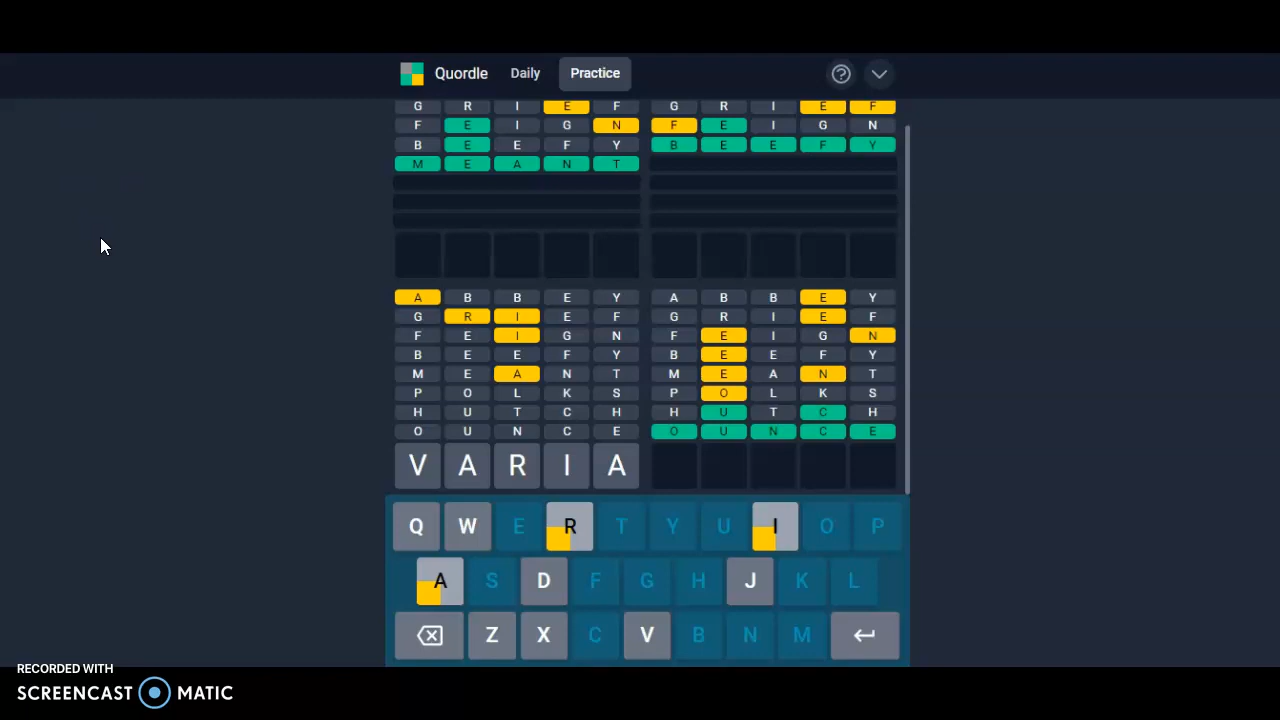 Quordle Daily Practice
G R I E F G R I E F
F E I G N F E I G N
B E E F Y B E E F Y
M E A N T
A B B E Y A B B E Y
G R I E F G R I E F
F E I G N F E I G N
B E E F Y B E E F Y
M E A N T M E A N T
P O L K S P O L K S
H U T C H H U T C H
O U N C E O U N C E
V A R I A
Q W E R T Y U I O P
A S D F G H J K L
Z X C V B N M
RECORDED WITH
SCREENCAST MATIC